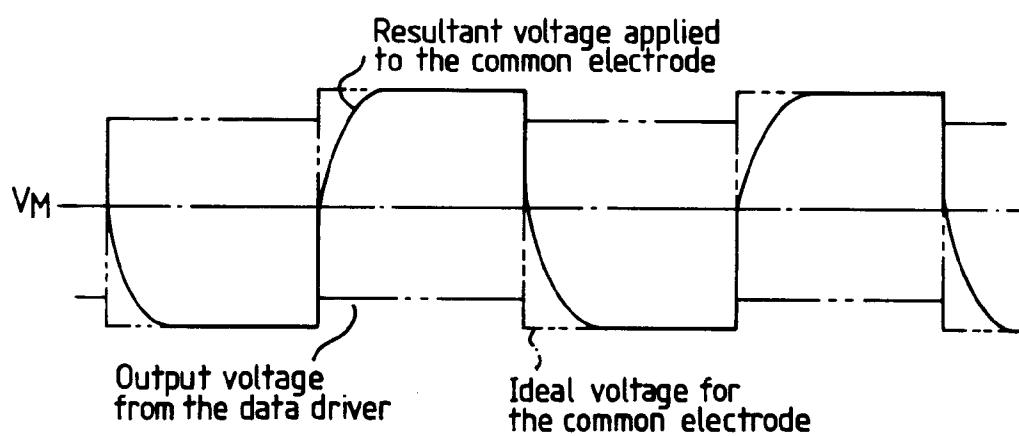 Resultant voltage applied
to the common electrode
VM
Output voltage
from the data driver
Ideal voltage for
the common electrode